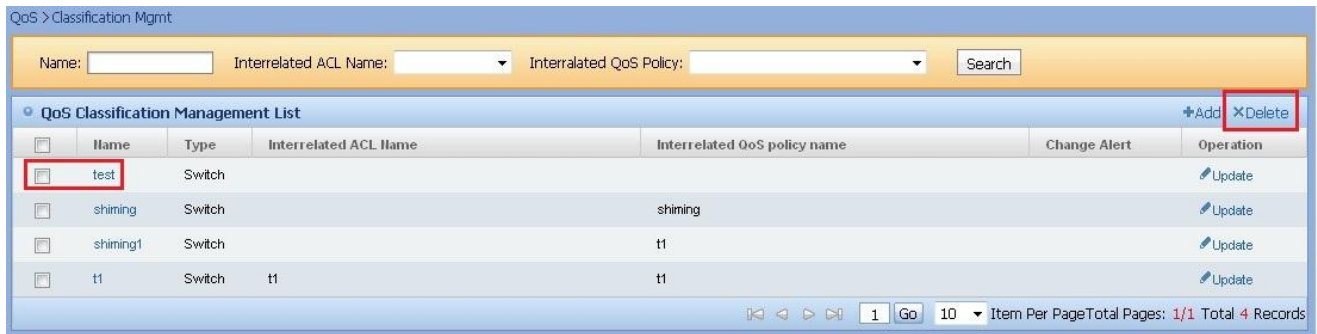 QoS >Classification Mgmt
Name: Interrelated ACL Name: Interralated QoS Policy: Search
QoS Classification Management List +Add ×Delete
Name Type Interrelated ACL Name Interrelated QoS policy name Change Alert Operation
test Switch Update
shiming Switch shiming Update
shiming1 Switch t1 Update
t1 Switch t1 t1 Update
1 Go 10 Item Per PageTotal Pages: 1/1 Total 4 Records